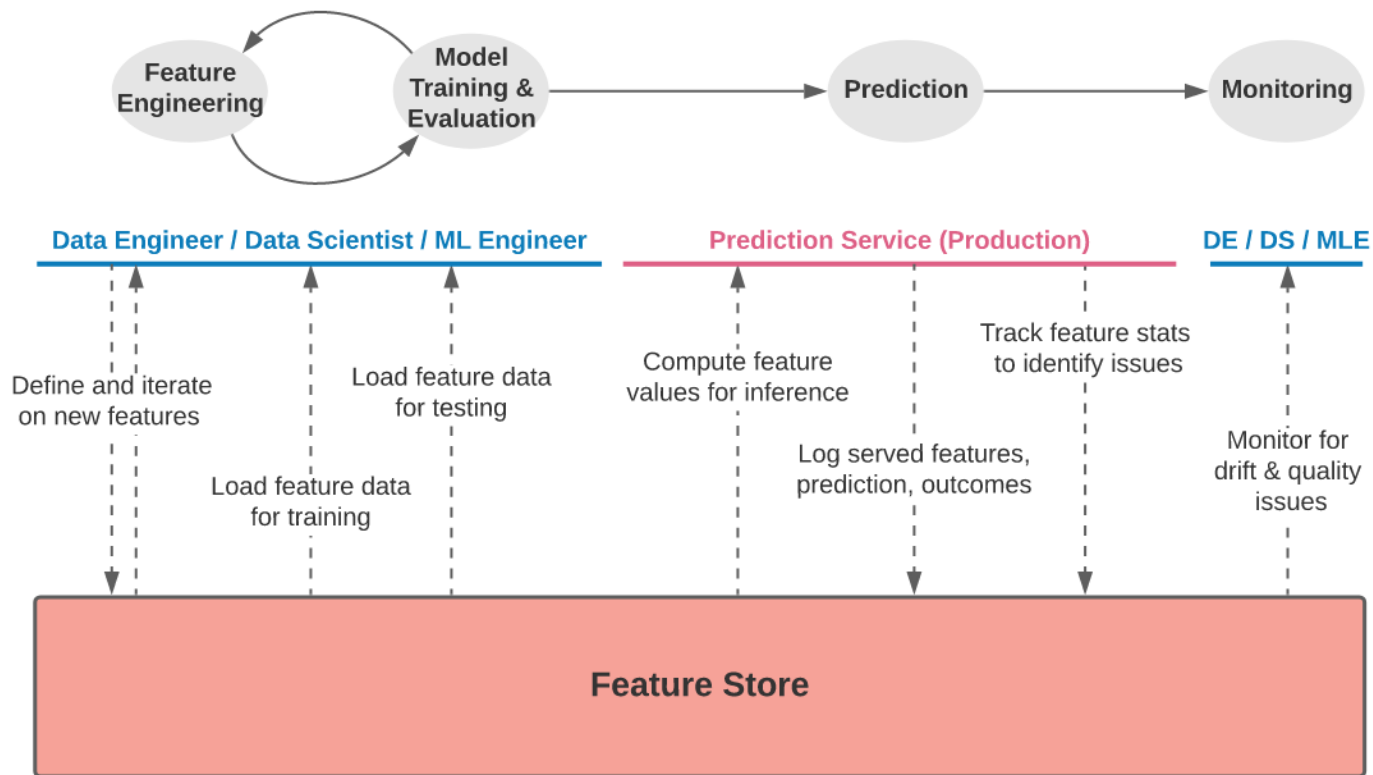 Feature
Engineering
Model
Training &
Evaluation
Prediction
Monitoring
Data Engineer / Data Scientist / ML Engineer
Prediction Service (Production)
DE / DS / MLE
Define and iterate
on new features
Load feature data
for training
Load feature data
for testing
Compute feature
values for inference
Log served features,
prediction, outcomes
Track feature stats
to identify issues
Monitor for
drift & quality
issues
Feature Store